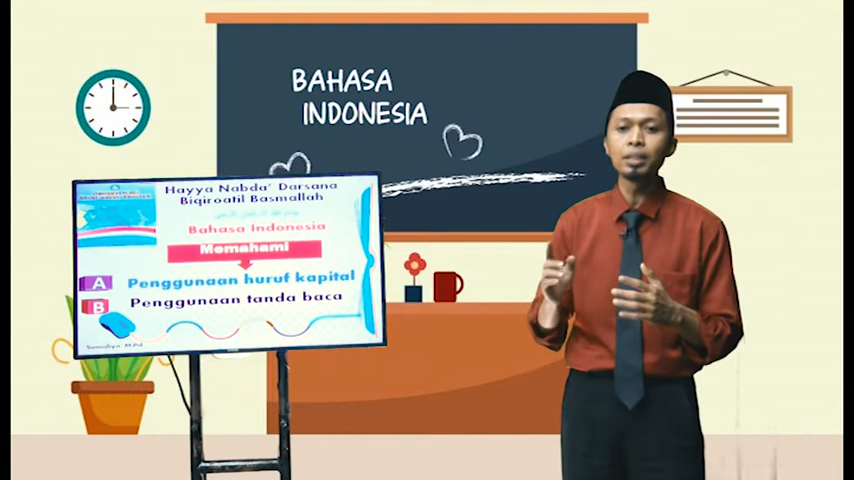 BAHASA
INDONESIA
Hayya Nabda' Darsana
Biqiroatil Basmallah
Bahasa Indonesia
Memahami
A Penggunaan huruf kapital
B Penggunaan tanda baca